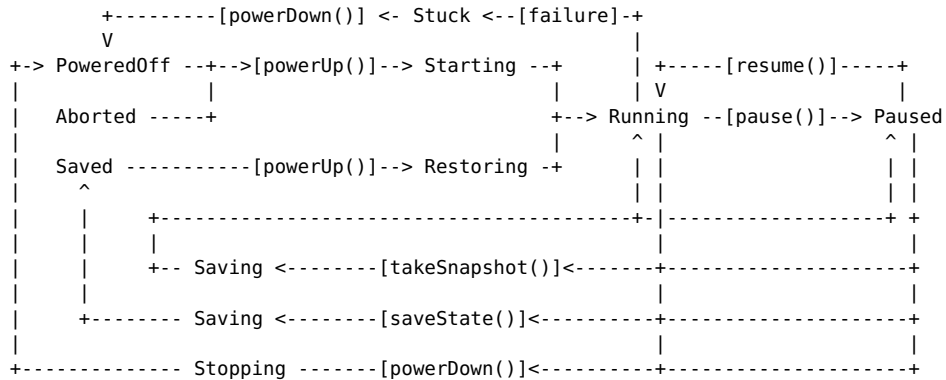 +---------[powerDown()] <- Stuck <--[failure]-+
V                                             |
+-> PoweredOff --+-->[powerUp()]--> Starting --+      | +-----[resume()]-----+
|                |                             |      | V                    |
|   Aborted -----+                             +--> Running --[pause()]--> Paused
|                                              |      ^ |                   ^ |
|   Saved -----------[powerUp()]--> Restoring -+      | |                   | |
|     ^                                               | |                   | |
|     |     +-----------------------------------------+-|-------------------+ +
|     |     |                                           |                     |
|     |     +-- Saving <--------[takeSnapshot()]<-------+---------------------+
|     |                                                 |                     |
|     +-------- Saving <--------[saveState()]<----------+---------------------+
|                                                       |                     |
+-------------- Stopping -------[powerDown()]<----------+---------------------+